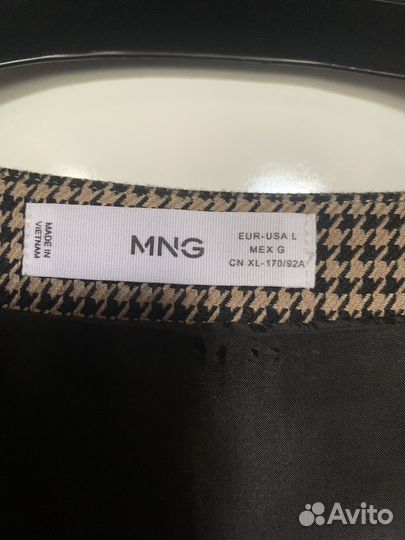 MADE IN
VIETNAM
MNG
EUR-USA L
MEX G
CN XL-170/92A
Avito